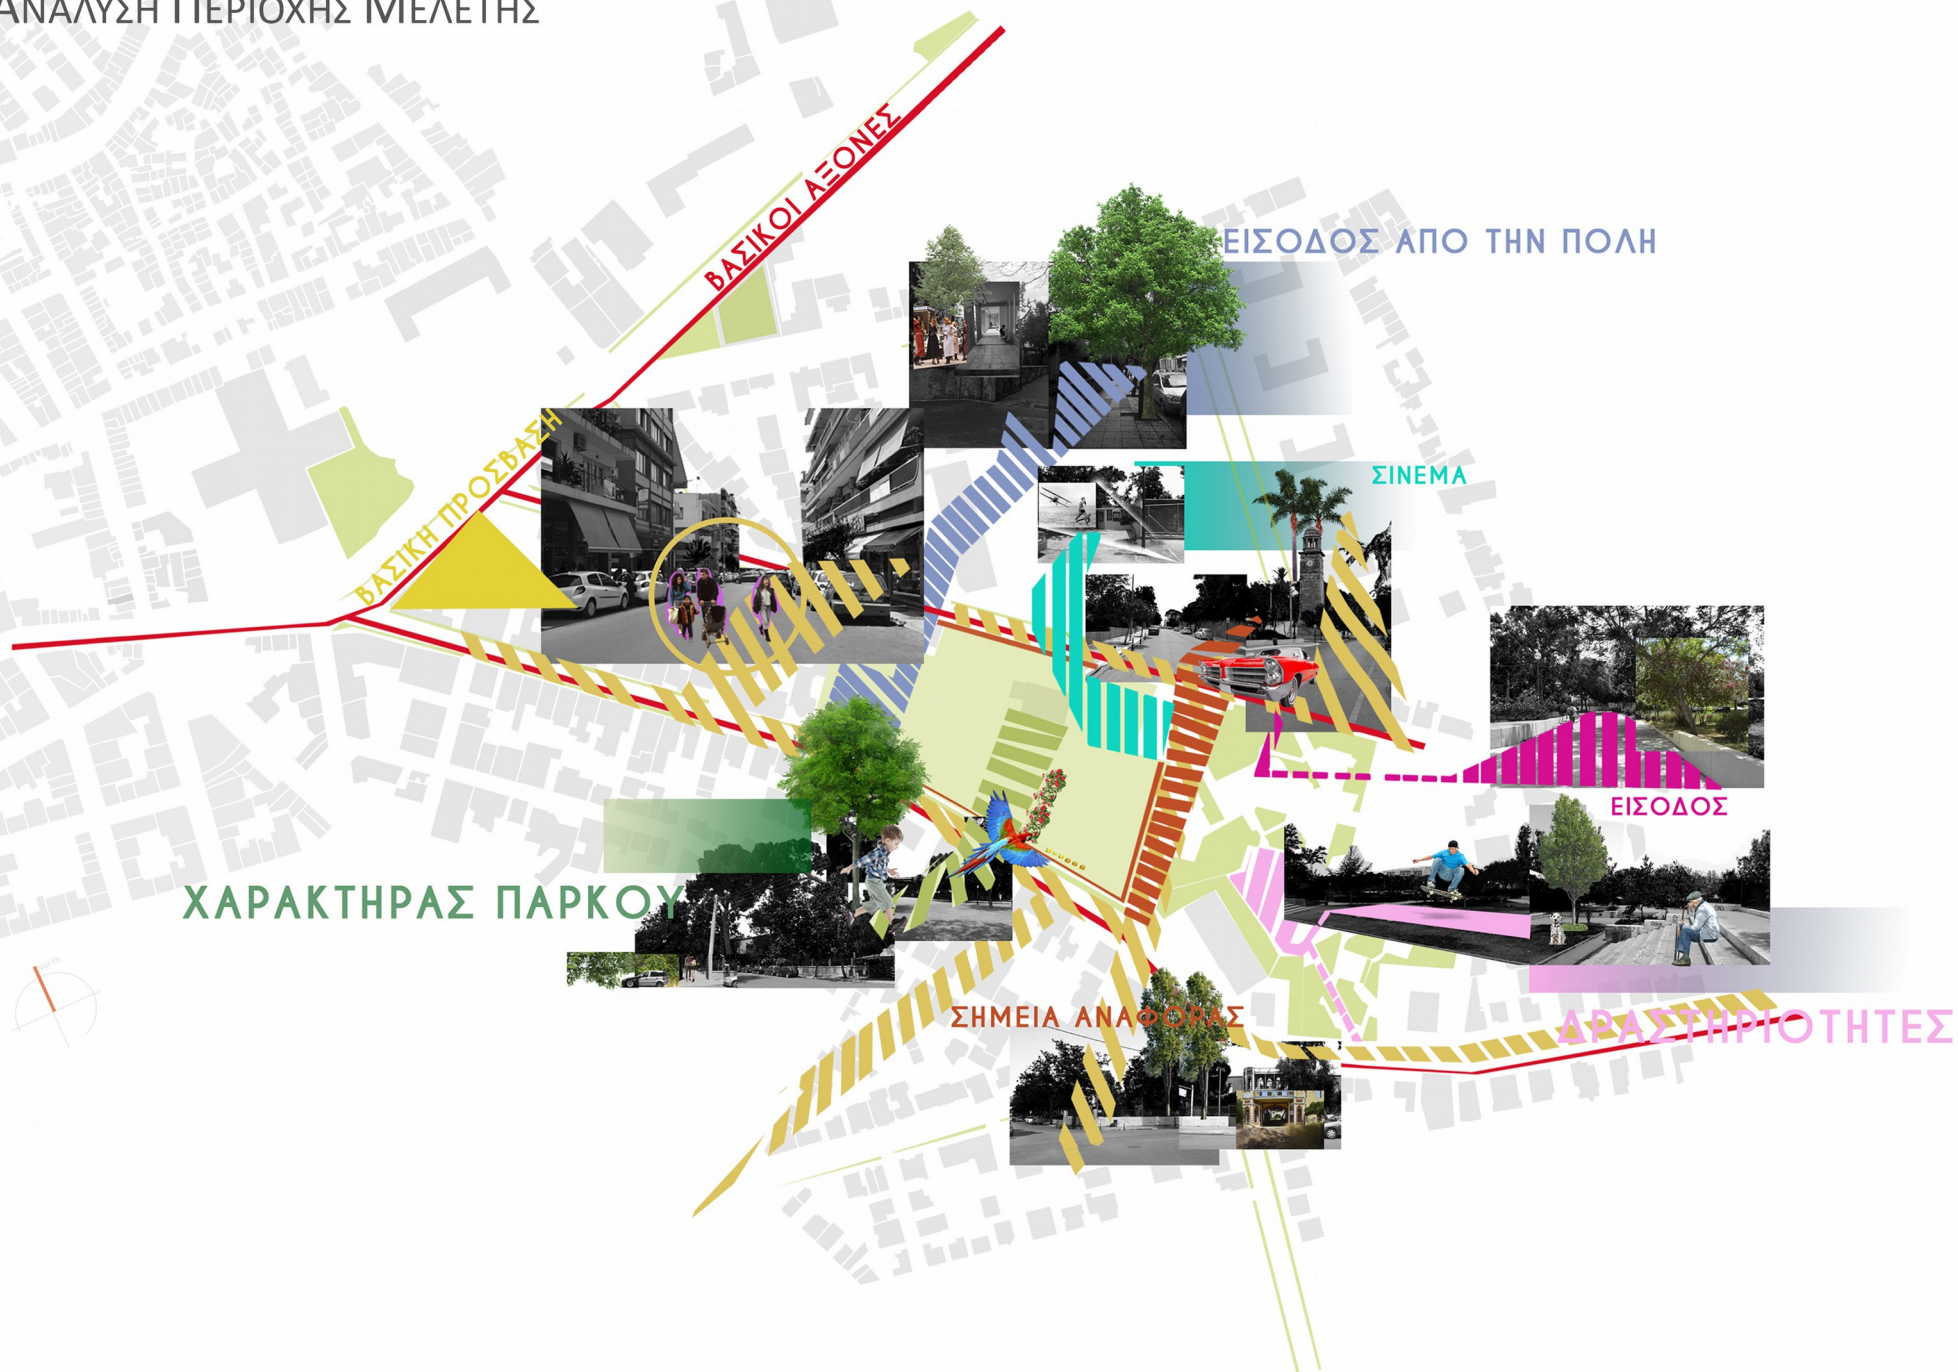 ΑΝΑΛΥΣΗ ΠΕΡΙΟΧΗΣ ΜΕΛΕΤΗΣ
ΒΑΣΙΚΟΙ ΑΞΟΝΕΣ
ΕΙΣΟΔΟΣ ΑΠΟ ΤΗΝ ΠΟΛΗ
ΣΙΝΕΜΑ
ΒΑΣΙΚΗ ΠΡΟΣΒΑΣΗ
ΕΙΣΟΔΟΣ
ΧΑΡΑΚΤΗΡΑΣ ΠΑΡΚΟΥ
ΣΗΜΕΙΑ ΑΝΑΦΟΡΑΣ
ΔΡΑΣΤΗΡΙΟΤΗΤΕΣ